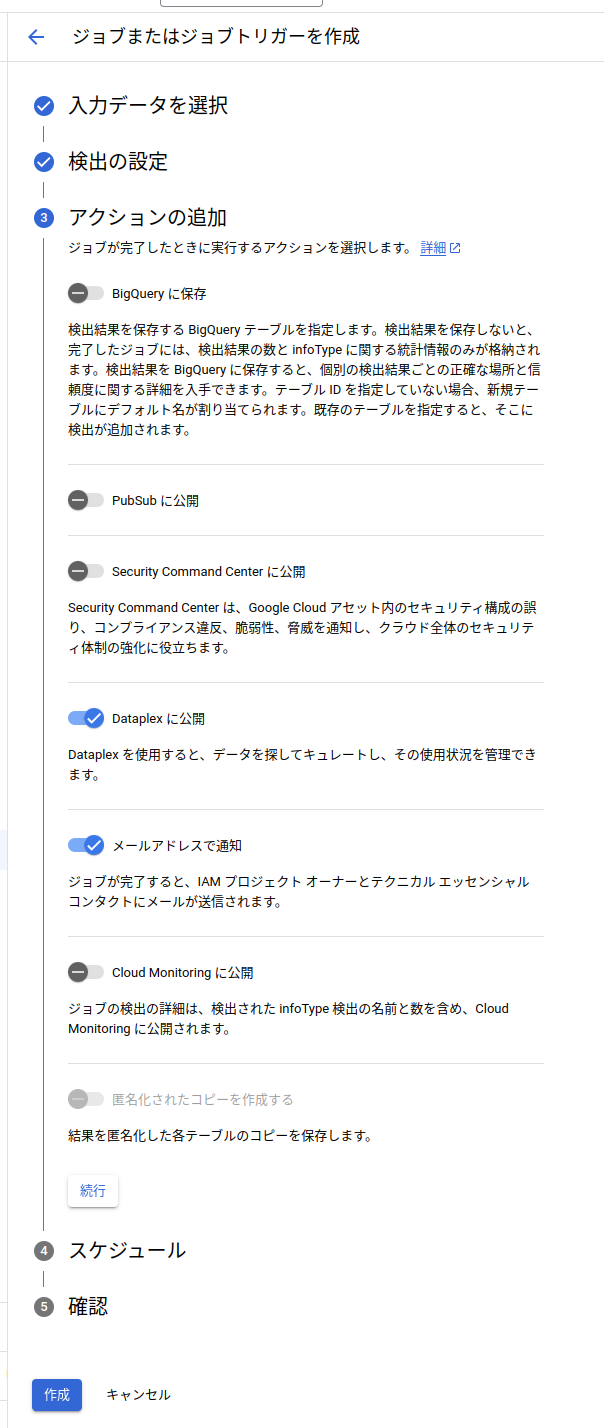 ジョブまたはジョブトリガーを作成
入力データを選択
検出の設定
3 アクションの追加
ジョブが完了したときに実行するアクションを選択します。 詳細
BigQuery に保存
検出結果を保存する BigQuery テーブルを指定します。検出結果を保存しないと、
完了したジョブには、検出結果の数と infoType に関する統計情報のみが格納され
ます。検出結果を BigQuery に保存すると、個別の検出結果ごとの正確な場所と信
頼度に関する詳細を入手できます。テーブル ID を指定していない場合、新規テー
ブルにデフォルト名が割り当てられます。既存のテーブルを指定すると、そこに
検出が追加されます。
PubSub に公開
Security Command Center に公開
Security Command Center は、Google Cloud アセット内のセキュリティ構成の誤
り、コンプライアンス違反、脆弱性、脅威を通知し、クラウド全体のセキュリテ
ィ体制の強化に役立ちます。
Dataplex に公開
Dataplex を使用すると、データを探してキュレートし、その使用状況を管理でき
ます。
メールアドレスで通知
ジョブが完了すると、IAM プロジェクト オーナーとテクニカル エッセンシャル
コンタクトにメールが送信されます。
Cloud Monitoring に公開
ジョブの検出の詳細は、検出された infoType 検出の名前と数を含め、Cloud
Monitoring に公開されます。
匿名化されたコピーを作成する
結果を匿名化した各テーブルのコピーを保存します。
続行
4 スケジュール
5 確認
作成 キャンセル